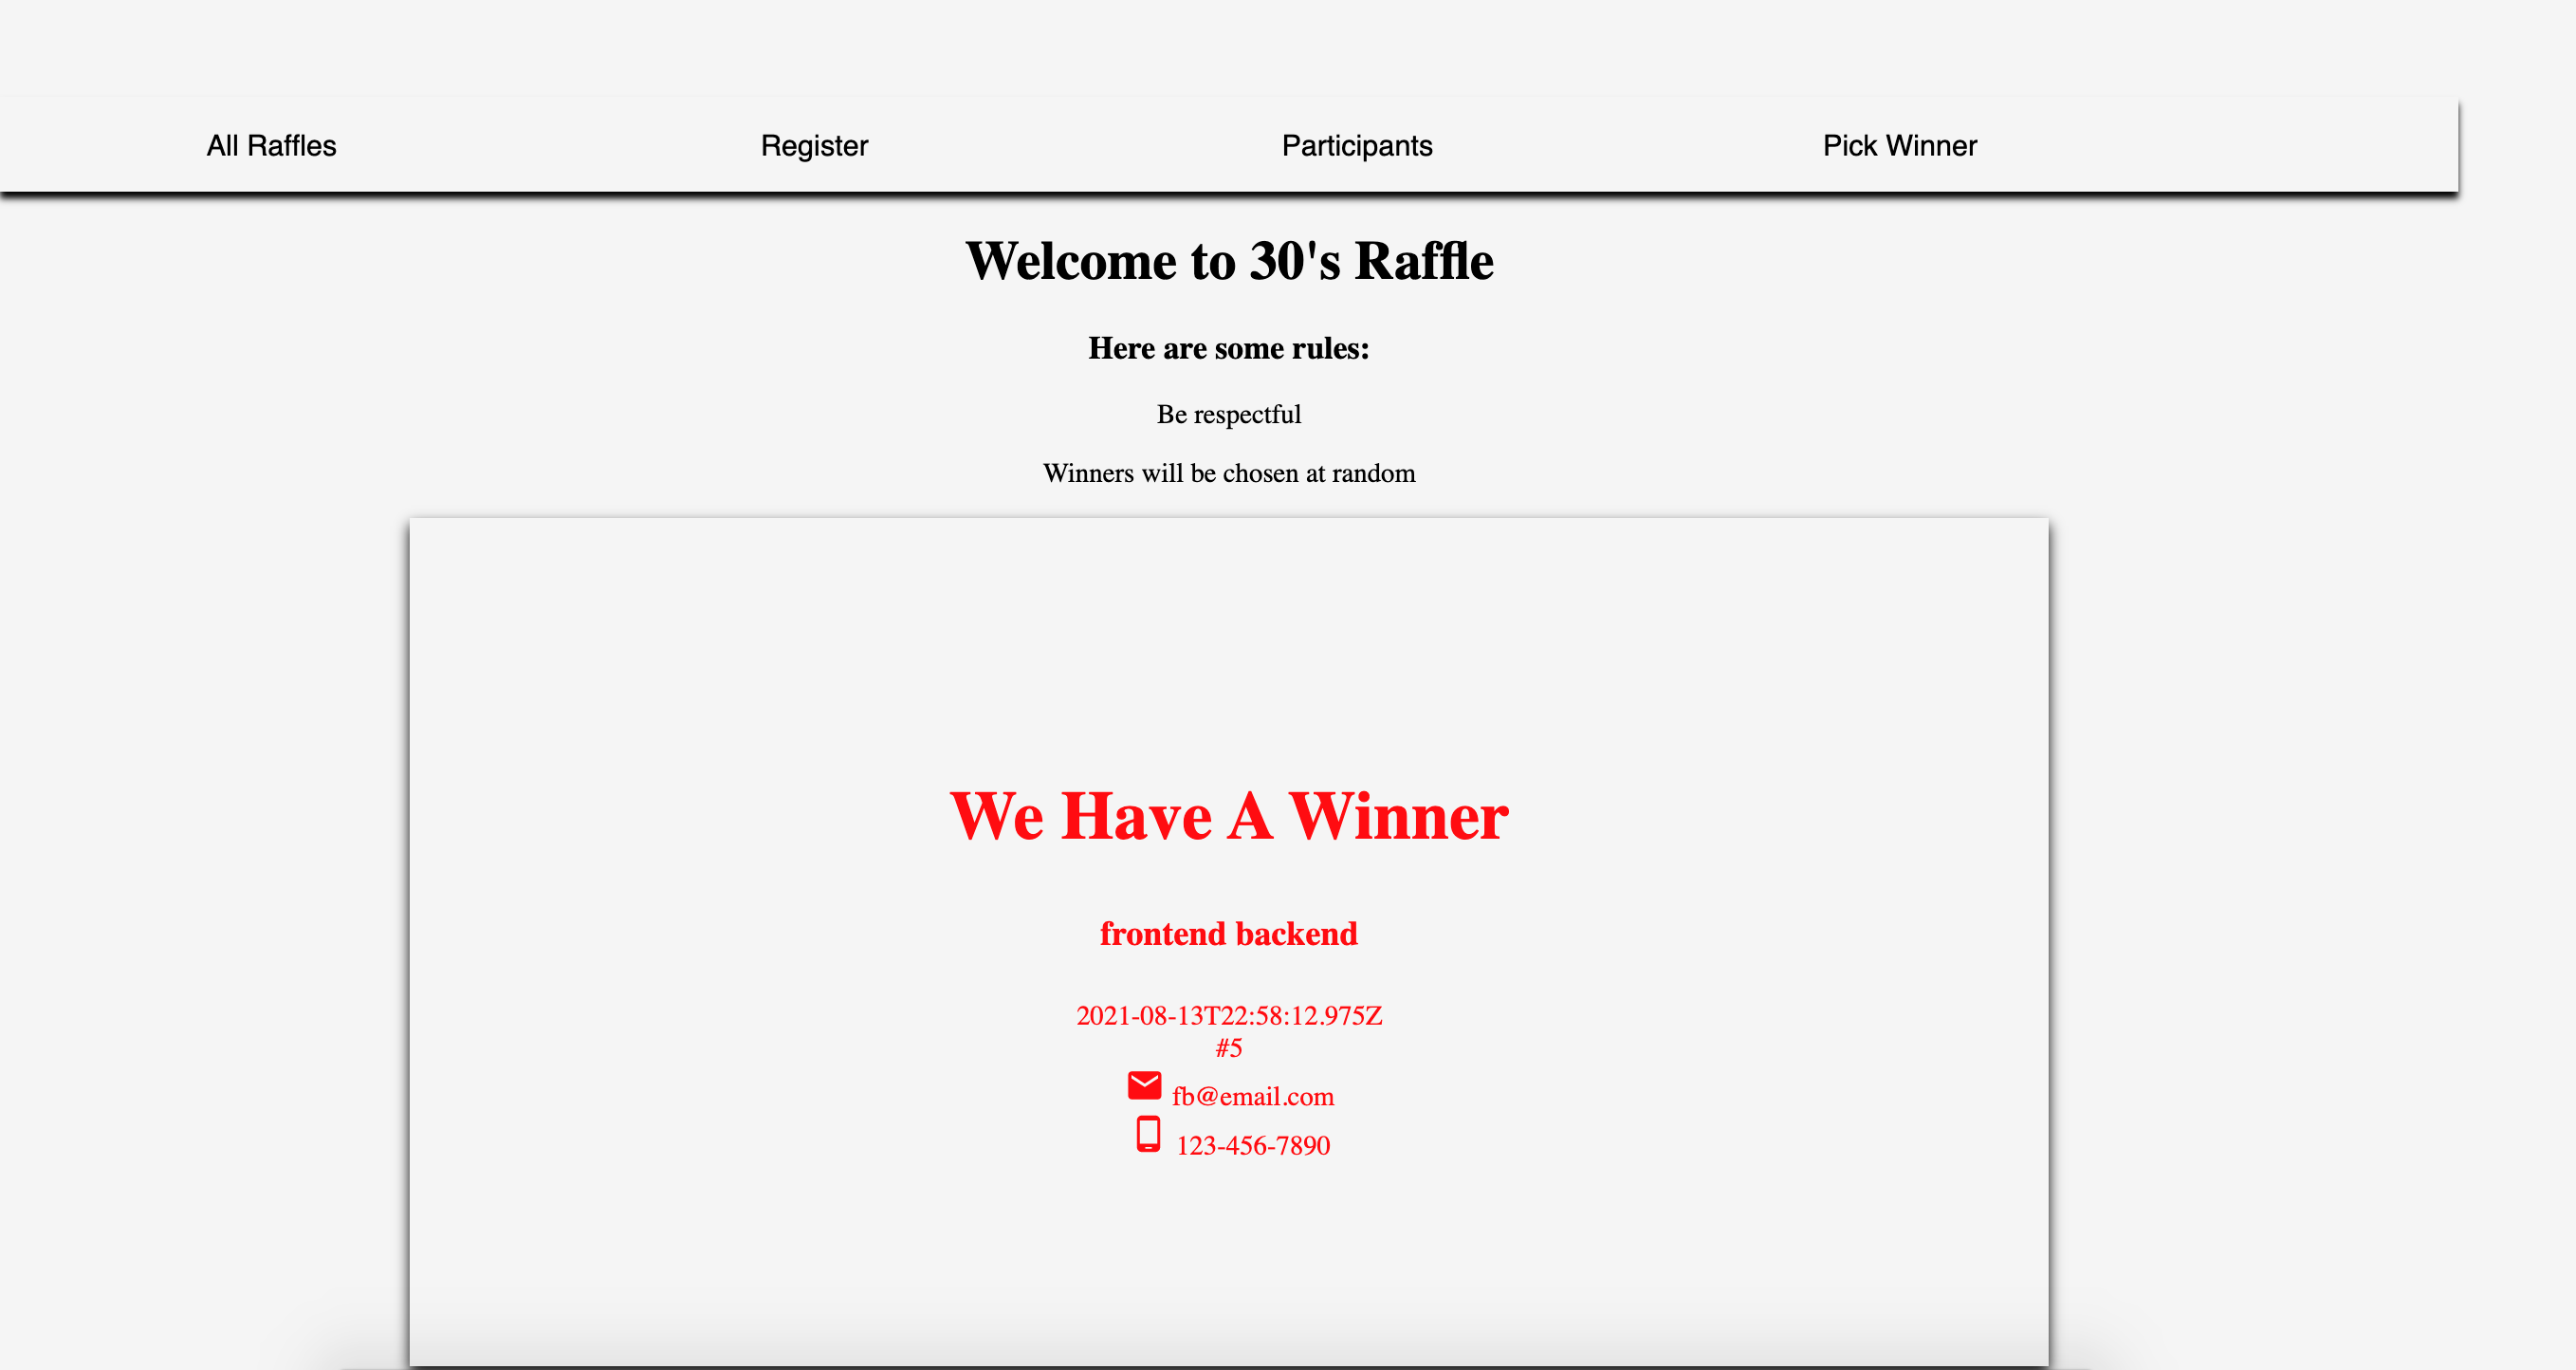 All Raffles Register Participants Pick Winner
Welcome to 30's Raffle
Here are some rules:
Be respectful
Winners will be chosen at random
We Have A Winner
frontend backend
2021-08-13T22:58:12.975Z
#5
fb@email.com
123-456-7890